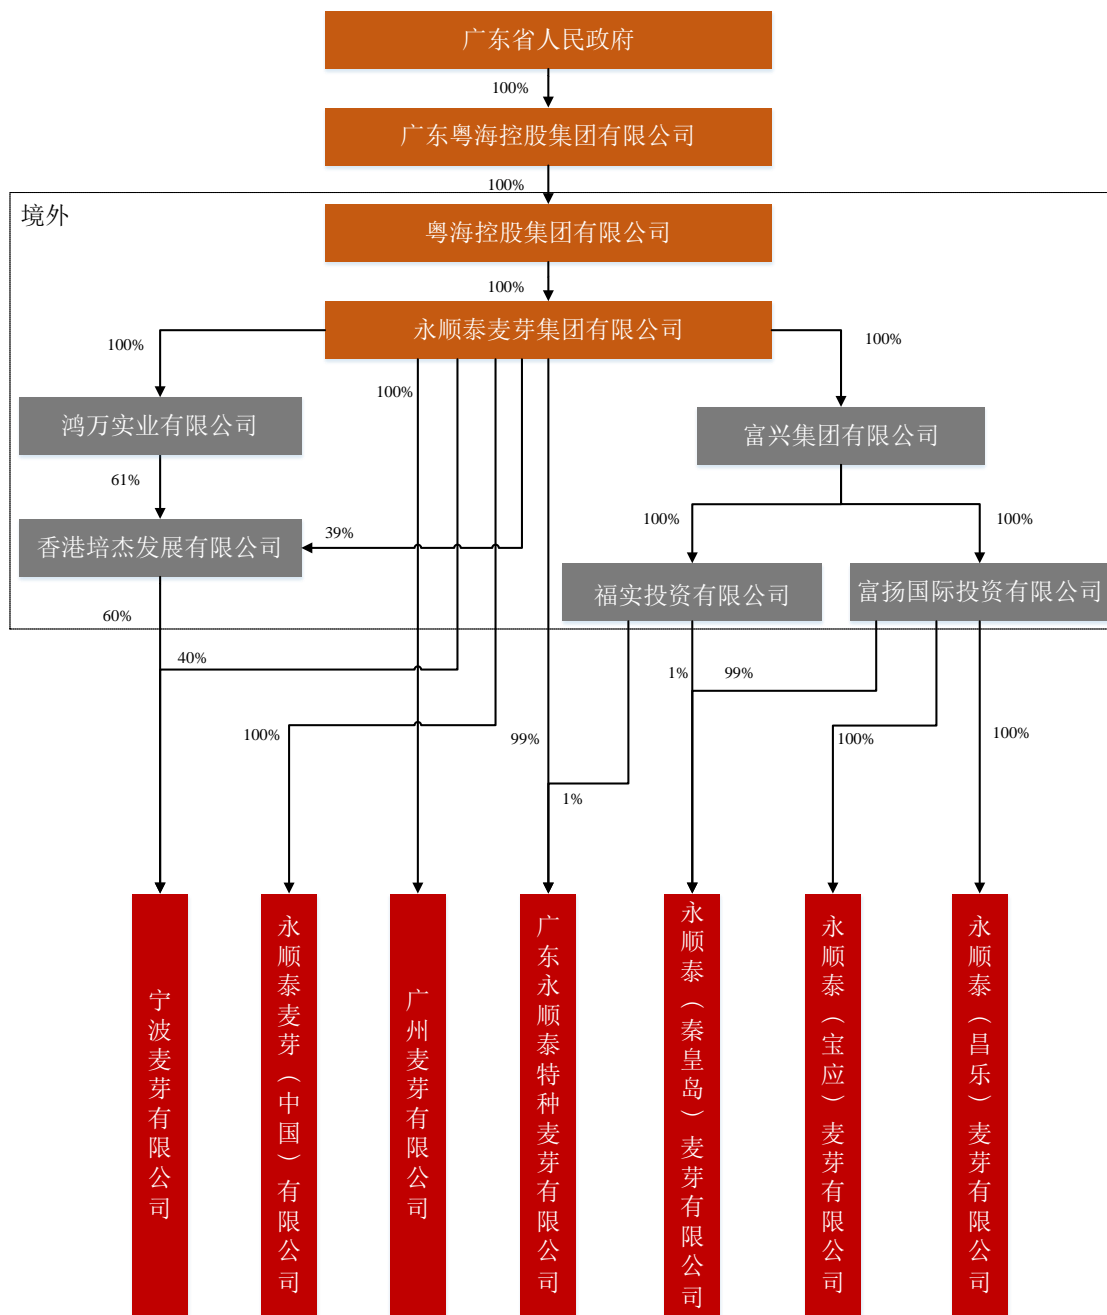 广东省人民政府
100%
广东粤海控股集团有限公司
100%
境外
粤海控股集团有限公司
100%
永顺泰麦芽集团有限公司
100%
100%
100%
鸿万实业有限公司
富兴集团有限公司
61%
39%
100%
100%
香港培杰发展有限公司
福实投资有限公司
富扬国际投资有限公司
60%
40%
1%
99%
100%
99%
100%
100%
1%
宁波麦芽有限公司
永顺泰麦芽（中国）有限公司
广州麦芽有限公司
广东永顺泰特种麦芽有限公司
永顺泰（秦皇岛）麦芽有限公司
永顺泰（宝应）麦芽有限公司
永顺泰（昌乐）麦芽有限公司